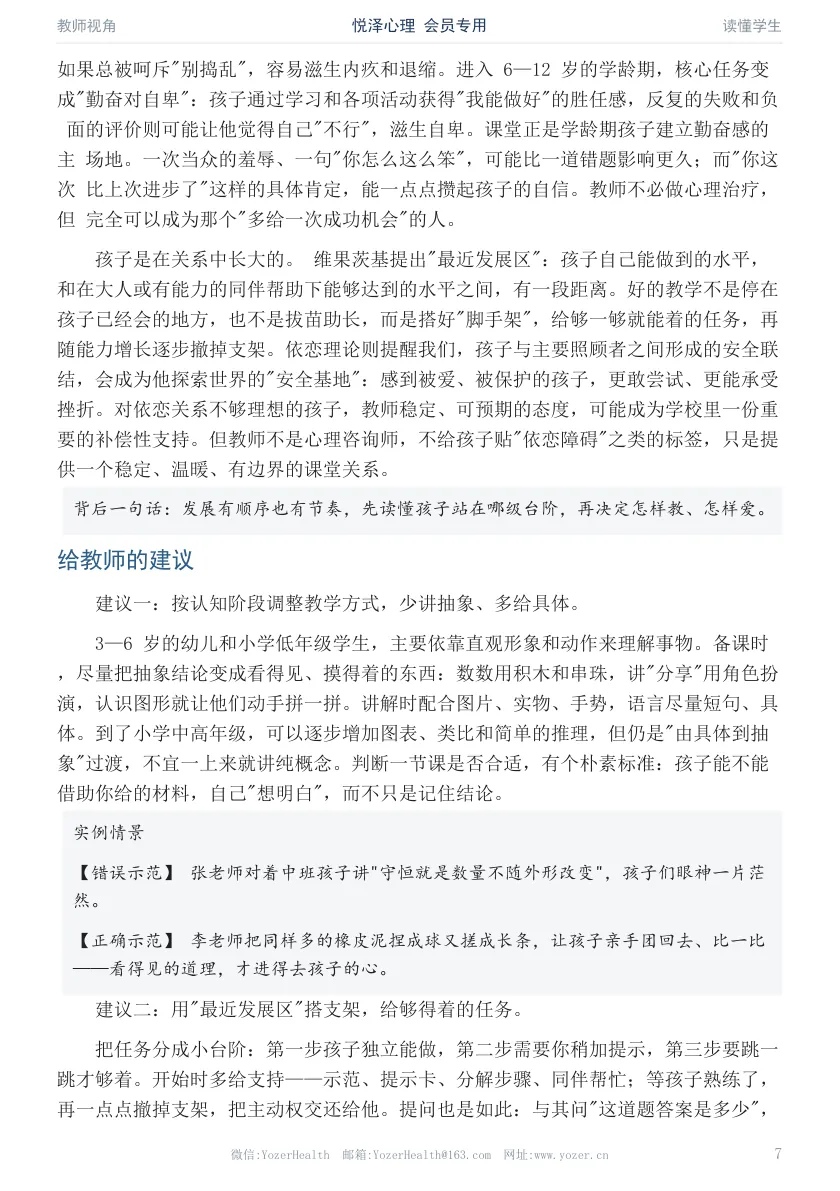 教师视角 悦泽心理 会员专用 读懂学生
如果总被呵斥"别捣乱"，容易滋生内疚和退缩。进入 6—12 岁的学龄期，核心任务变
成"勤奋对自卑"：孩子通过学习和各项活动获得"我能做好"的胜任感，反复的失败和负
面的评价则可能让他觉得自己"不行"，滋生自卑。课堂正是学龄期孩子建立勤奋感的
主 场地。一次当众的羞辱、一句"你怎么这么笨"，可能比一道错题影响更久；而"你这
次 比上次进步了"这样的具体肯定，能一点点攒起孩子的自信。教师不必做心理治疗，
但 完全可以成为那个"多给一次成功机会"的人。
孩子是在关系中长大的。 维果茨基提出"最近发展区"：孩子自己能做到的水平，
和在大人或有能力的同伴帮助下能够达到的水平之间，有一段距离。好的教学不是停在
孩子已经会的地方，也不是拔苗助长，而是搭好"脚手架"，给够一够就能着的任务，再
随能力增长逐步撤掉支架。依恋理论则提醒我们，孩子与主要照顾者之间形成的安全联
结，会成为他探索世界的"安全基地"：感到被爱、被保护的孩子，更敢尝试、更能承受
挫折。对依恋关系不够理想的孩子，教师稳定、可预期的态度，可能成为学校里一份重
要的补偿性支持。但教师不是心理咨询师，不给孩子贴"依恋障碍"之类的标签，只是提
供一个稳定、温暖、有边界的课堂关系。
背后一句话：发展有顺序也有节奏，先读懂孩子站在哪级台阶，再决定怎样教、怎样爱。
给教师的建议
建议一：按认知阶段调整教学方式，少讲抽象、多给具体。
3—6 岁的幼儿和小学低年级学生，主要依靠直观形象和动作来理解事物。备课时
，尽量把抽象结论变成看得见、摸得着的东西：数数用积木和串珠，讲"分享"用角色扮
演，认识图形就让他们动手拼一拼。讲解时配合图片、实物、手势，语言尽量短句、具
体。到了小学中高年级，可以逐步增加图表、类比和简单的推理，但仍是"由具体到抽
象"过渡，不宜一上来就讲纯概念。判断一节课是否合适，有个朴素标准：孩子能不能
借助你给的材料，自己"想明白"，而不只是记住结论。
实例情景
【错误示范】 张老师对着中班孩子讲"守恒就是数量不随外形改变"，孩子们眼神一片茫
然。
【正确示范】 李老师把同样多的橡皮泥捏成球又搓成长条，让孩子亲手团回去、比一比
——看得见的道理，才进得去孩子的心。
建议二：用"最近发展区"搭支架，给够得着的任务。
把任务分成小台阶：第一步孩子独立能做，第二步需要你稍加提示，第三步要跳一
跳才够着。开始时多给支持——示范、提示卡、分解步骤、同伴帮忙；等孩子熟练了，
再一点点撤掉支架，把主动权交还给他。提问也是如此：与其问"这道题答案是多少"，
微信:YozerHealth 邮箱:YozerHealth@163.com 网址:www.yozer.cn 7